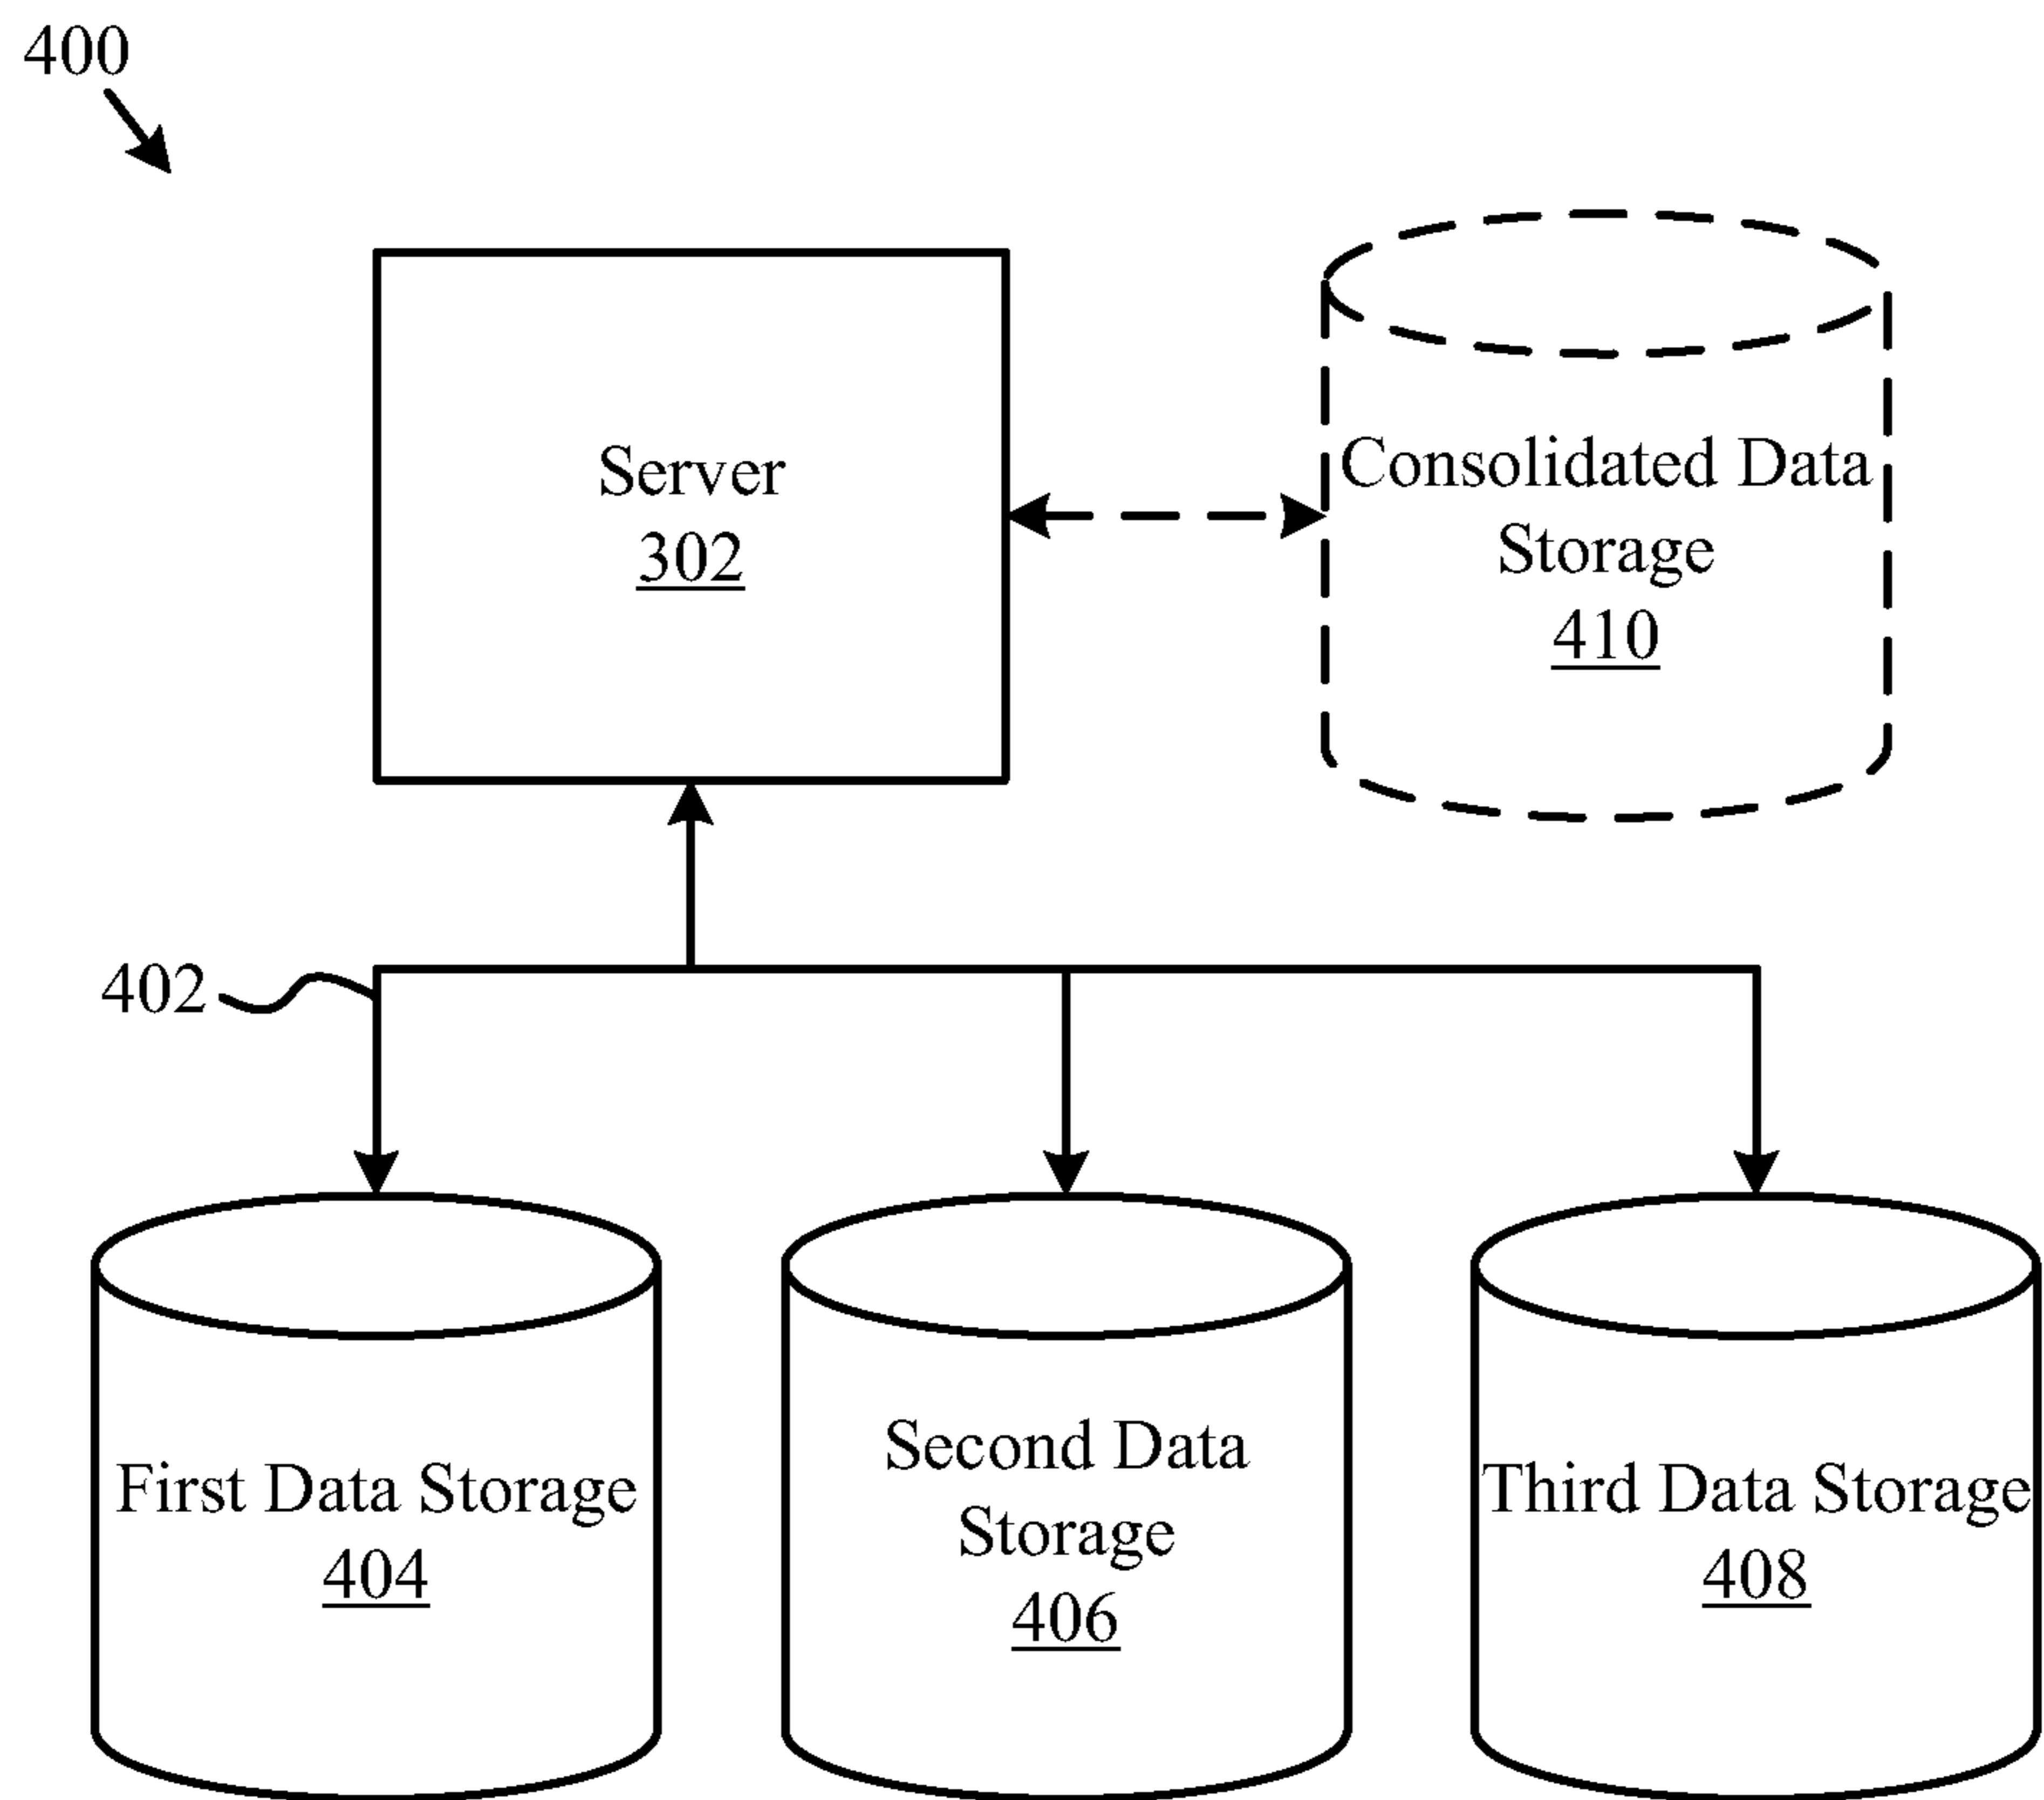 400
Server
302
Consolidated Data
Storage
410
402
First Data Storage
404
Second Data
Storage
406
Third Data Storage
408